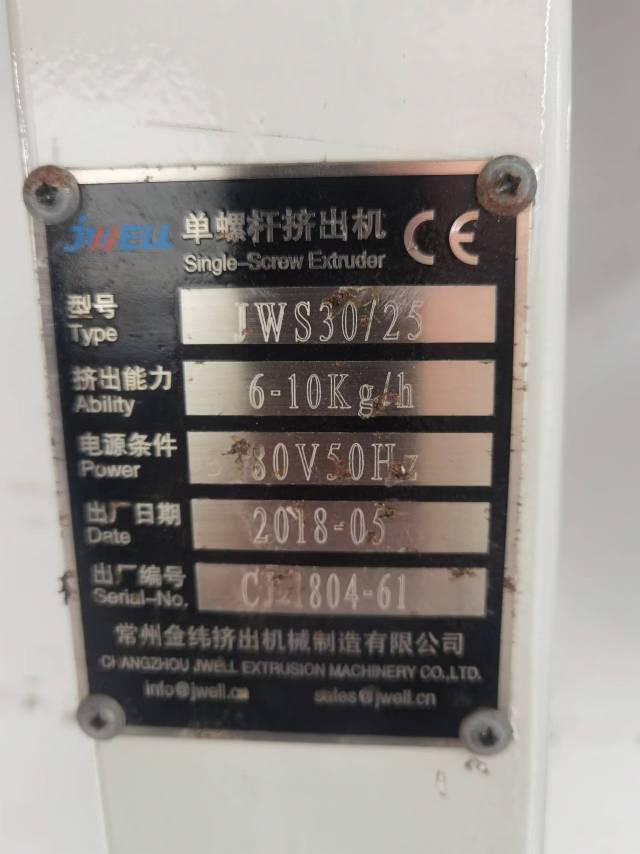 JWELL 单螺杆挤出机 CE
Single-Screw Extruder
型号 JWS30/25
Type
挤出能力 6-10Kg/h
Ability
电源条件 380V50Hz
Power
出厂日期 2018-05
Date
出厂编号
Serial-No.
常州金纬挤出机械制造有限公司
CHANGZHOU JWELL EXTRUSION MACHINERY CO.,LTD.
info@jwell.cn sales@jwell.cn